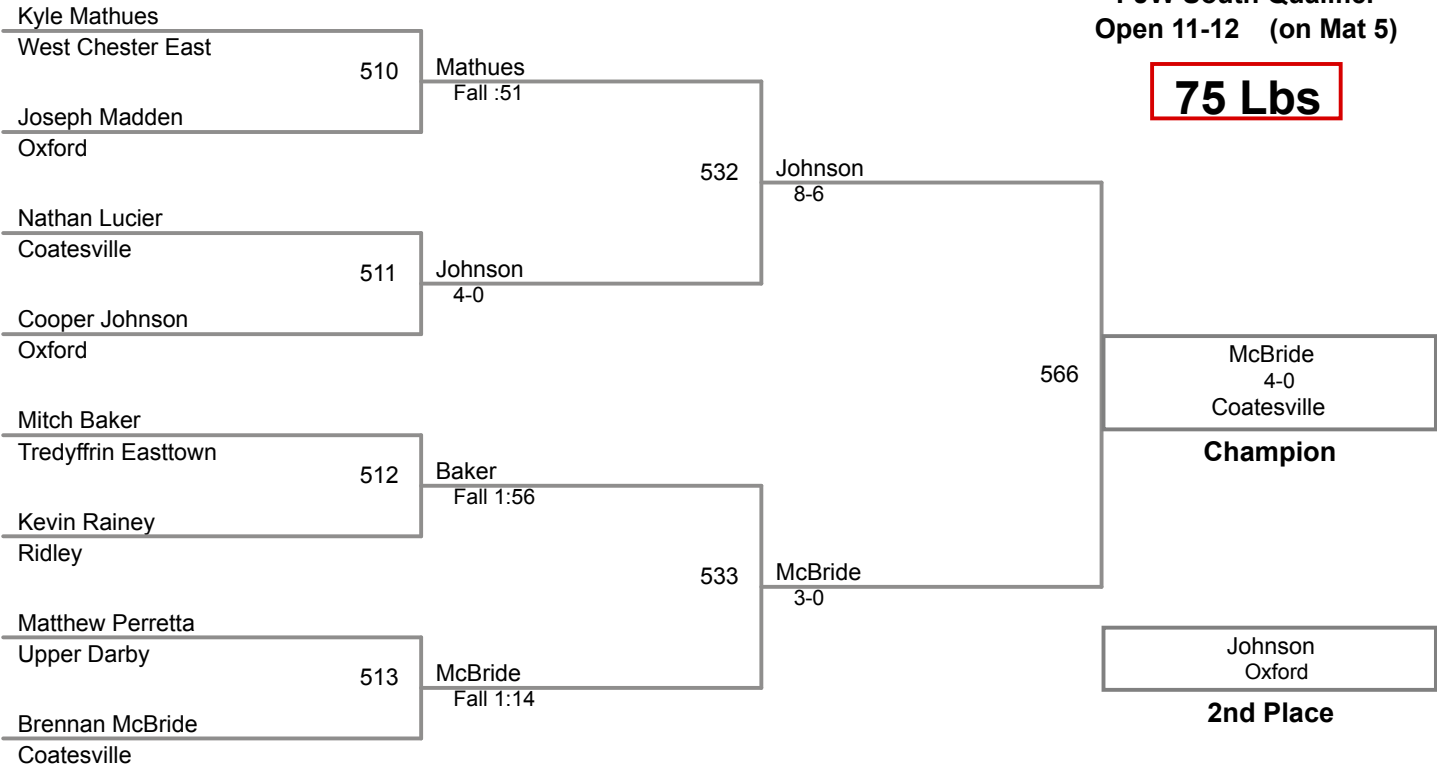 Open 11-12 (on Mat 5)
75 Lbs
Kyle Mathues
West Chester East
510
Mathues
Fall :51
Joseph Madden
Oxford
532
Johnson
8-6
Nathan Lucier
Coatesville
511
Johnson
4-0
Cooper Johnson
Oxford
566
McBride
4-0
Coatesville
Champion
Mitch Baker
Tredyffrin Easttown
512
Baker
Fall 1:56
Kevin Rainey
Ridley
533
McBride
3-0
Matthew Perretta
Upper Darby
513
McBride
Fall 1:14
Brennan McBride
Coatesville
Johnson
Oxford
2nd Place